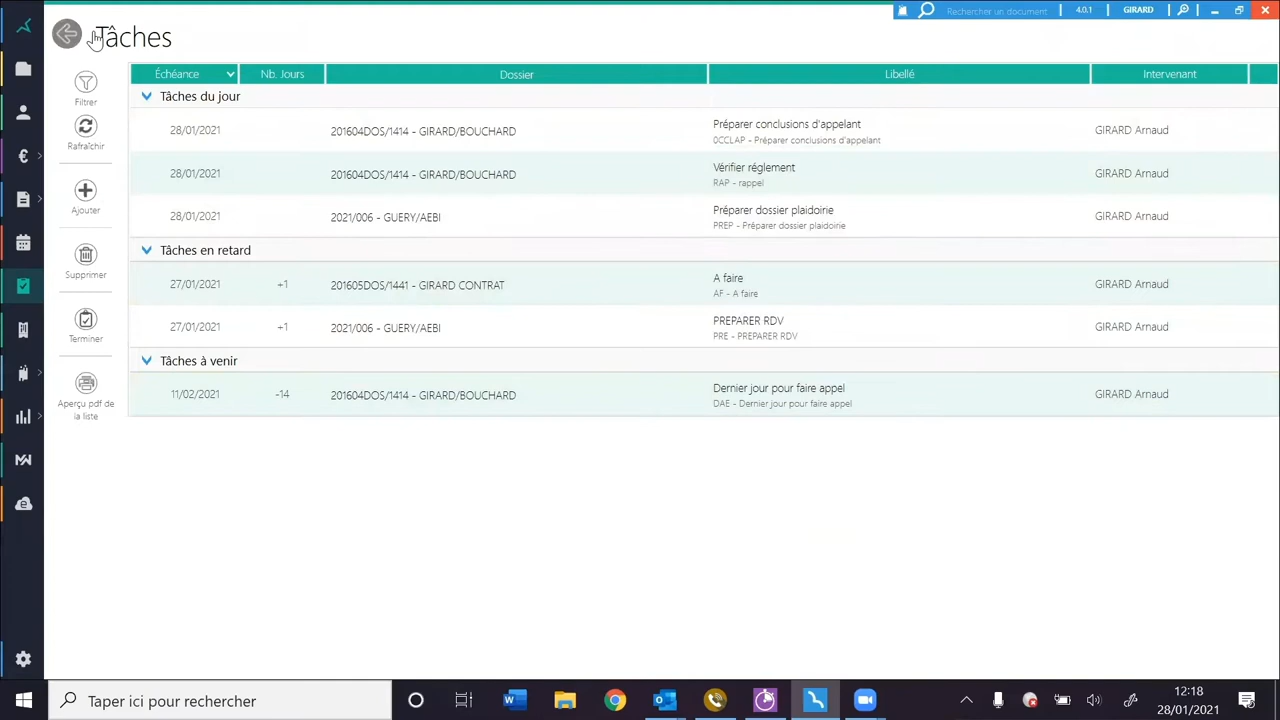 Rechercher un document
4.0.1
GIRARD
Tâches
Filtrer
Rafraîchir
Ajouter
Supprimer
Terminer
Aperçu pdf de
la liste
Échéance Nb. Jours Dossier Libellé Intervenant
Tâches du jour
28/01/2021 201604DOS/1414 - GIRARD/BOUCHARD Préparer conclusions d'appelant GIRARD Arnaud
0CCLAP - Préparer conclusions d'appelant
28/01/2021 201604DOS/1414 - GIRARD/BOUCHARD Vérifier réglement GIRARD Arnaud
RAP - rappel
28/01/2021 2021/006 - GUERY/AEBI Préparer dossier plaidoirie GIRARD Arnaud
PREP - Préparer dossier plaidoirie
Tâches en retard
27/01/2021 +1 201605DOS/1441 - GIRARD CONTRAT A faire GIRARD Arnaud
AF - A faire
27/01/2021 +1 2021/006 - GUERY/AEBI PREPARER RDV GIRARD Arnaud
PRE - PREPARER RDV
Tâches à venir
11/02/2021 -14 201604DOS/1414 - GIRARD/BOUCHARD Dernier jour pour faire appel GIRARD Arnaud
DAE - Dernier jour pour faire appel
Taper ici pour rechercher
12:18
28/01/2021